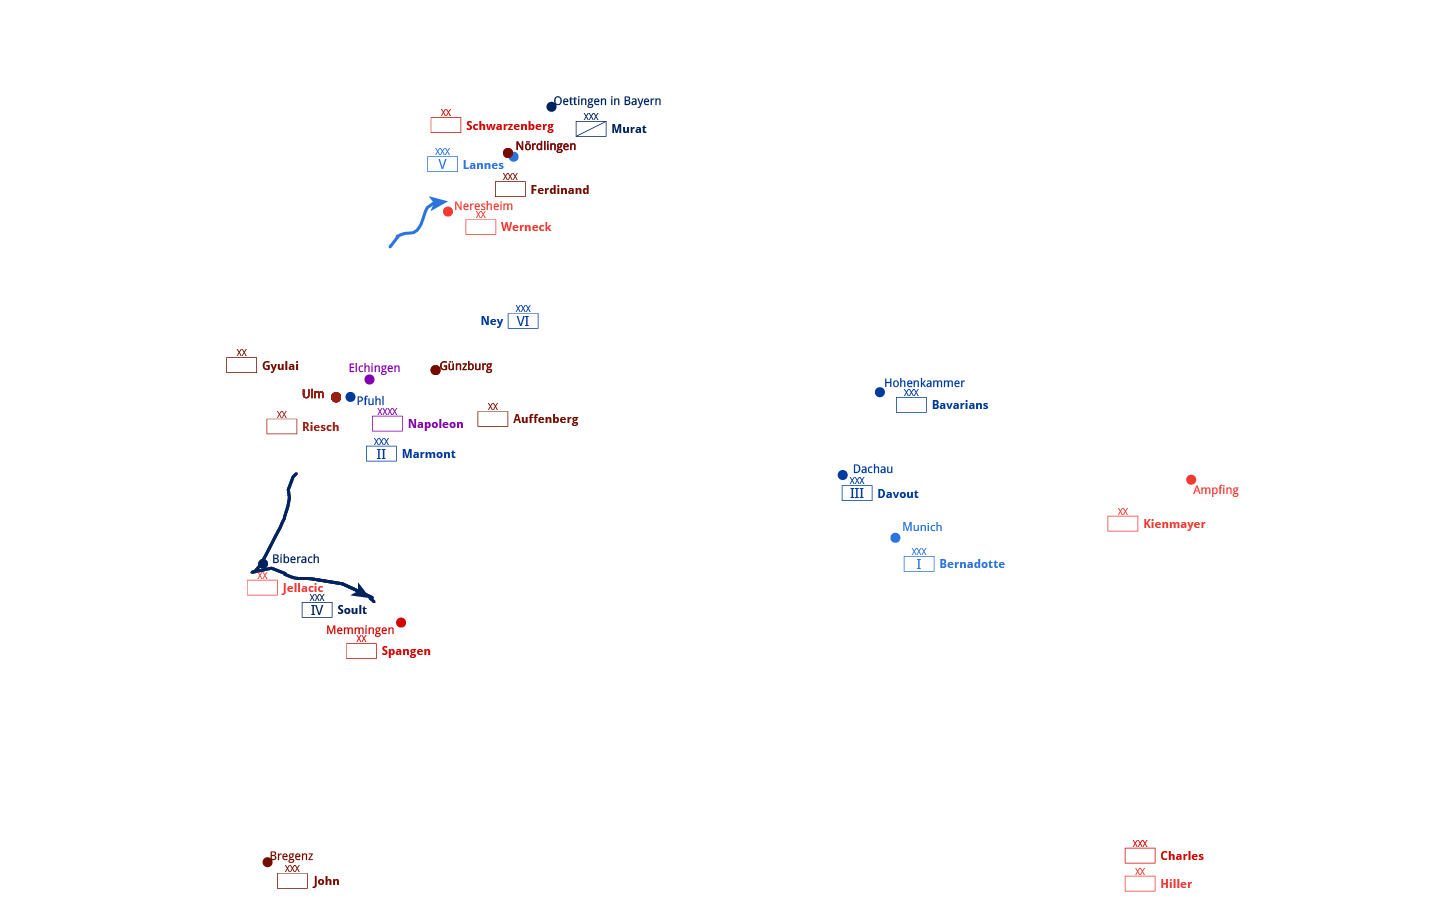 Oettingen in Bayern
XX
Schwarzenberg
XXX
Murat
Nördlingen
XXX
V Lannes
XXX
Ferdinand
Neresheim
XX
Werneck
XXX
Ney VI
XX
Gyulai
Elchingen
Günzburg
Ulm
Pfuhl
XX
Riesch
XXXX
Napoleon
XX
Auffenberg
XXX
II Marmont
Hohenkammer
XXX
Bavarians
Dachau
XXX
III Davout
Ampfing
XX
Kienmayer
Munich
XXX
I Bernadotte
Biberach
XX
Jellacic
XXX
IV Soult
Memmingen
XX
Spangen
Bregenz
XXX
John
XXX
Charles
XX
Hiller